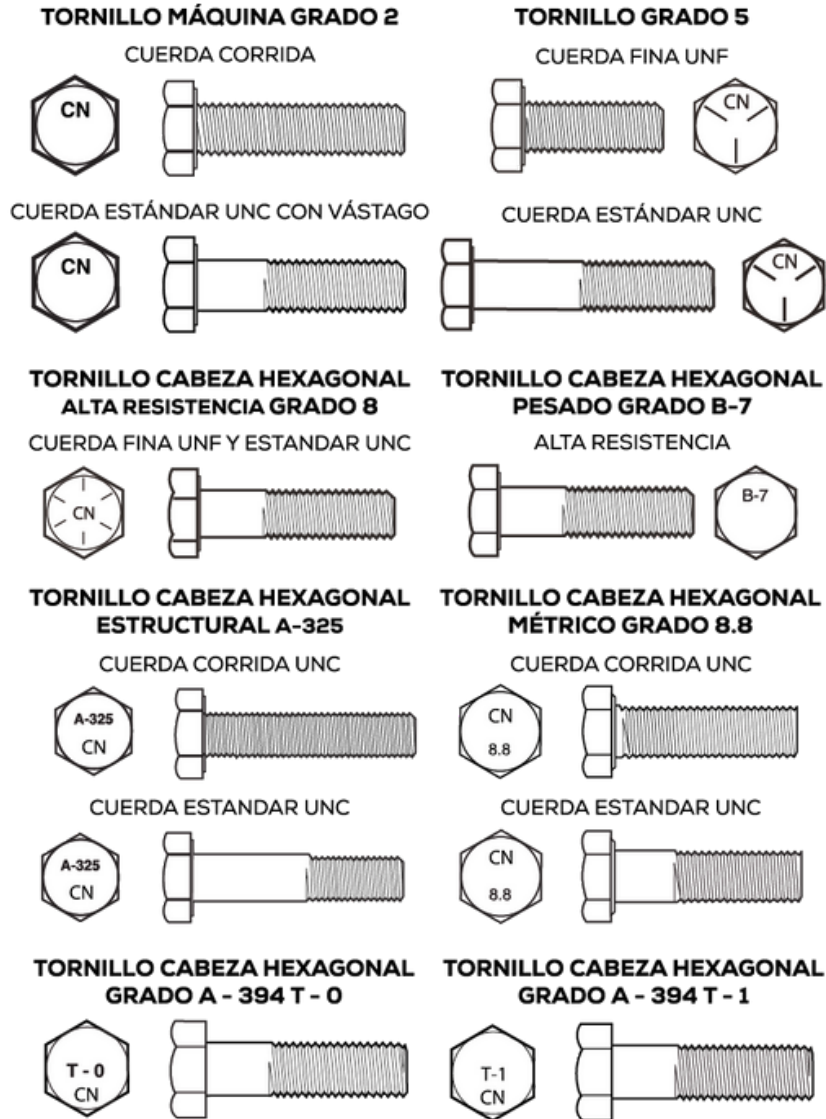 TORNILLO MÁQUINA GRADO 2
CUERDA CORRIDA
CN
CUERDA ESTÁNDAR UNC CON VÁSTAGO
CN
TORNILLO GRADO 5
CUERDA FINA UNF
CN
CUERDA ESTÁNDAR UNC
CN
TORNILLO CABEZA HEXAGONAL
ALTA RESISTENCIA GRADO 8
CUERDA FINA UNF Y ESTANDAR UNC
CN
TORNILLO CABEZA HEXAGONAL
PESADO GRADO B-7
ALTA RESISTENCIA
B-7
TORNILLO CABEZA HEXAGONAL
ESTRUCTURAL A-325
CUERDA CORRIDA UNC
A-325
CN
CUERDA ESTANDAR UNC
A-325
CN
TORNILLO CABEZA HEXAGONAL
MÉTRICO GRADO 8.8
CUERDA CORRIDA UNC
CN
8.8
CUERDA ESTANDAR UNC
CN
8.8
TORNILLO CABEZA HEXAGONAL
GRADO A - 394 T - 0
T - 0
CN
TORNILLO CABEZA HEXAGONAL
GRADO A - 394 T - 1
T-1
CN